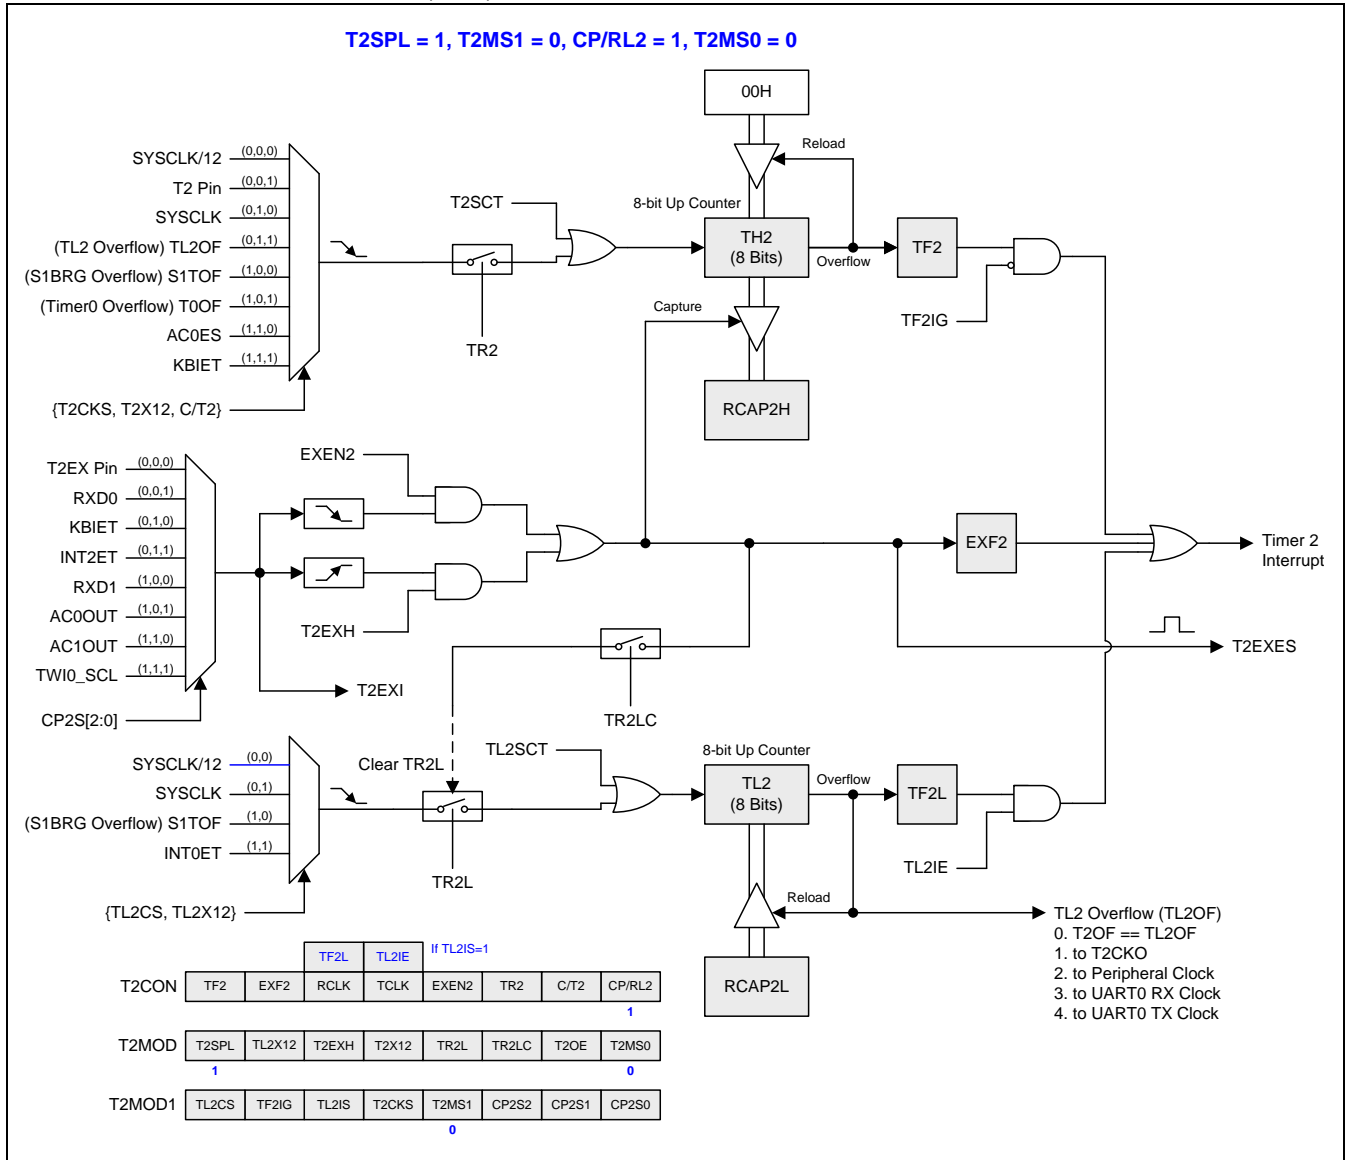 T2SPL = 1, T2MS1 = 0, CP/RL2 = 1, T2MS0 = 0
00H
Reload
SYSCLK/12 (0,0,0)
T2 Pin (0,0,1)
SYSCLK (0,1,0)
(TL2 Overflow) TL2OF (0,1,1)
(S1BRG Overflow) S1TOF (1,0,0)
(Timer0 Overflow) T0OF (1,0,1)
AC0ES (1,1,0)
KBIET (1,1,1)
{T2CKS, T2X12, C/T2}
T2SCT
TR2
8-bit Up Counter
TH2
(8 Bits)
Overflow
TF2
TF2IG
Capture
RCAP2H
T2EX Pin (0,0,0)
RXD0 (0,0,1)
KBIET (0,1,0)
INT2ET (0,1,1)
RXD1 (1,0,0)
AC0OUT (1,0,1)
AC1OUT (1,1,0)
TWI0_SCL (1,1,1)
CP2S[2:0]
EXEN2
T2EXH
T2EXI
EXF2
Timer 2
Interrupt
T2EXES
TR2LC
SYSCLK/12 (0,0)
SYSCLK (0,1)
(S1BRG Overflow) S1TOF (1,0)
INT0ET (1,1)
{TL2CS, TL2X12}
Clear TR2L
TR2L
TL2SCT
8-bit Up Counter
TL2
(8 Bits)
Overflow
TF2L
TL2IE
Reload
RCAP2L
TL2 Overflow (TL2OF)
0. T2OF == TL2OF
1. to T2CKO
2. to Peripheral Clock
3. to UART0 RX Clock
4. to UART0 TX Clock
TF2L TL2IE If TL2IS=1
T2CON TF2 EXF2 RCLK TCLK EXEN2 TR2 C/T2 CP/RL2
1
T2MOD T2SPL TL2X12 T2EXH T2X12 TR2L TR2LC T2OE T2MS0
1 0
T2MOD1 TL2CS TF2IG TL2IS T2CKS T2MS1 CP2S2 CP2S1 CP2S0
0